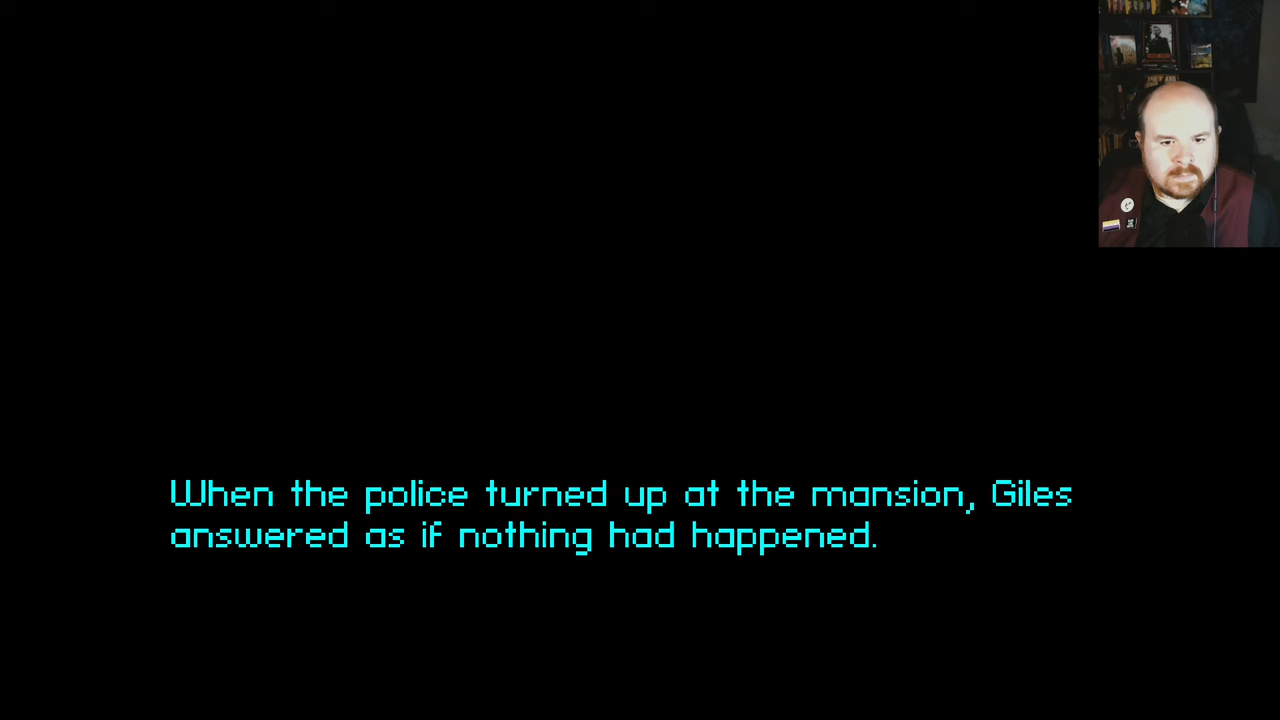 When the police turned up at the mansion, Giles
answered as if nothing had happened.